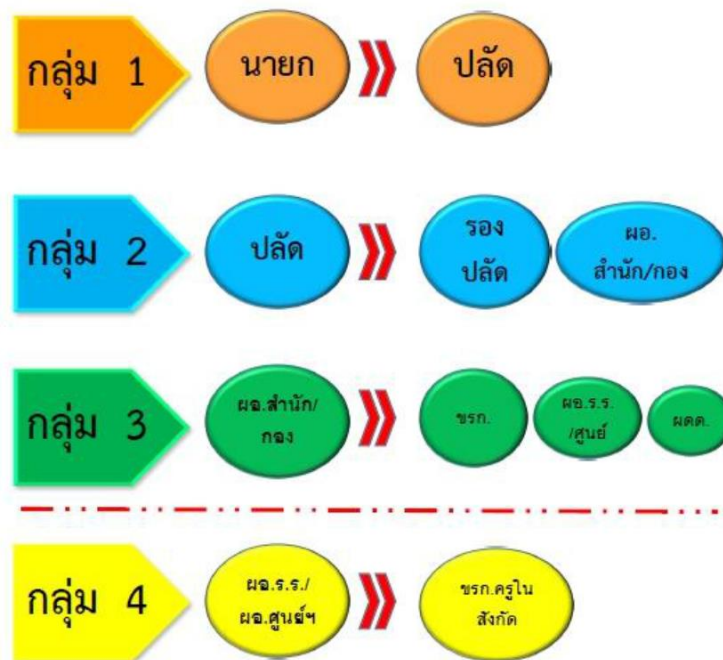 กลุ่ม 1
นายก
ปลัด
กลุ่ม 2
ปลัด
รอง
ปลัด
ผอ.
สำนัก/กอง
กลุ่ม 3
ผอ.สำนัก/
กอง
ขรก.
ผอ.ร.ร.
/ศูนย์
ผดด.
กลุ่ม 4
ผอ.ร.ร./
ผอ.ศูนย์ฯ
ขรก.ครูใน
สังกัด